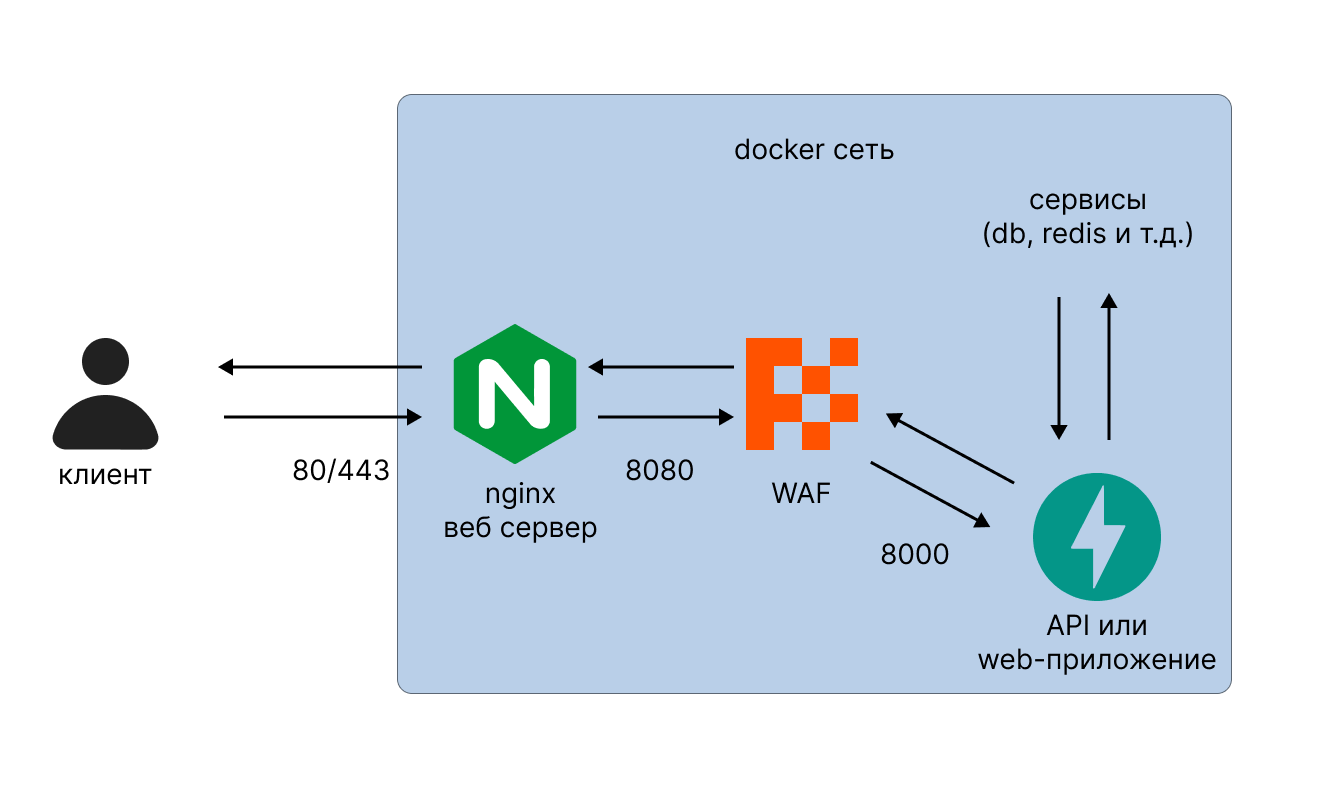 docker сеть
сервисы
(db, redis и т.д.)
клиент
80/443
nginx
веб сервер
8080
WAF
8000
API или
web-приложение